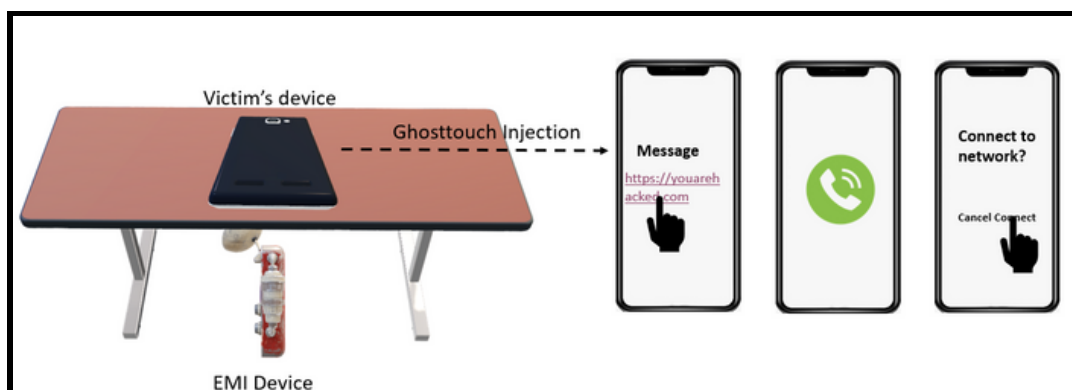 Victim's device
Ghosttouch Injection
EMI Device
Message
https://youareh
acked.com
Connect to
network?
Cancel Connect